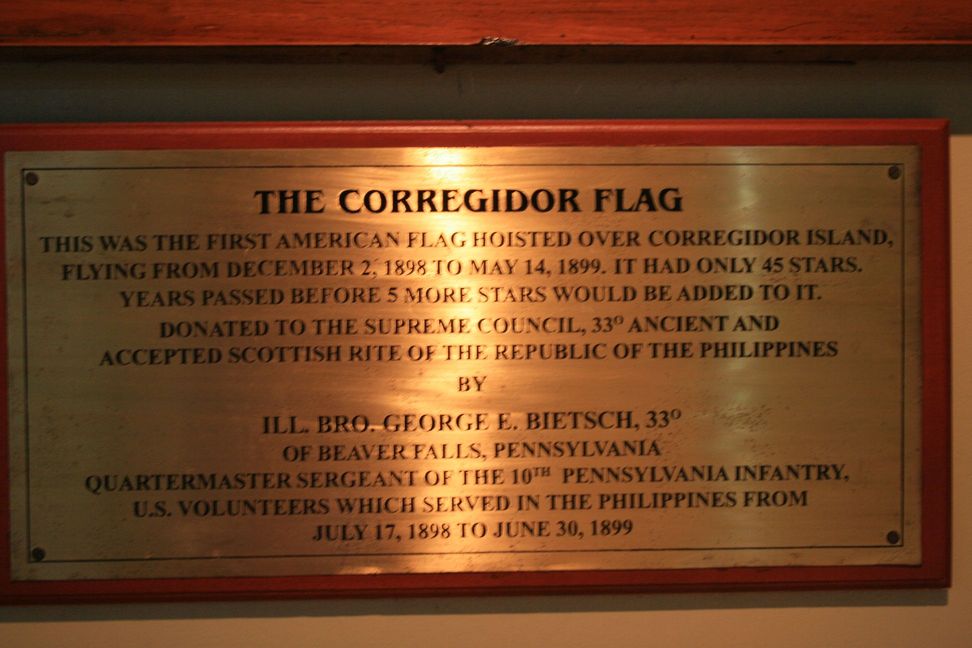 THE CORREGIDOR FLAG
THIS WAS THE FIRST AMERICAN FLAG HOISTED OVER CORREGIDOR ISLAND,
FLYING FROM DECEMBER 2, 1898 TO MAY 14, 1899. IT HAD ONLY 45 STARS.
YEARS PASSED BEFORE 5 MORE STARS WOULD BE ADDED TO IT.
DONATED TO THE SUPREME COUNCIL, 33º ANCIENT AND
ACCEPTED SCOTTISH RITE OF THE REPUBLIC OF THE PHILIPPINES
BY
ILL. BRO. GEORGE E. BIETSCH, 33º
OF BEAVER FALLS, PENNSYLVANIA
QUARTERMASTER SERGEANT OF THE 10TH PENNSYLVANIA INFANTRY,
U.S. VOLUNTEERS WHICH SERVED IN THE PHILIPPINES FROM
JULY 17, 1898 TO JUNE 30, 1899